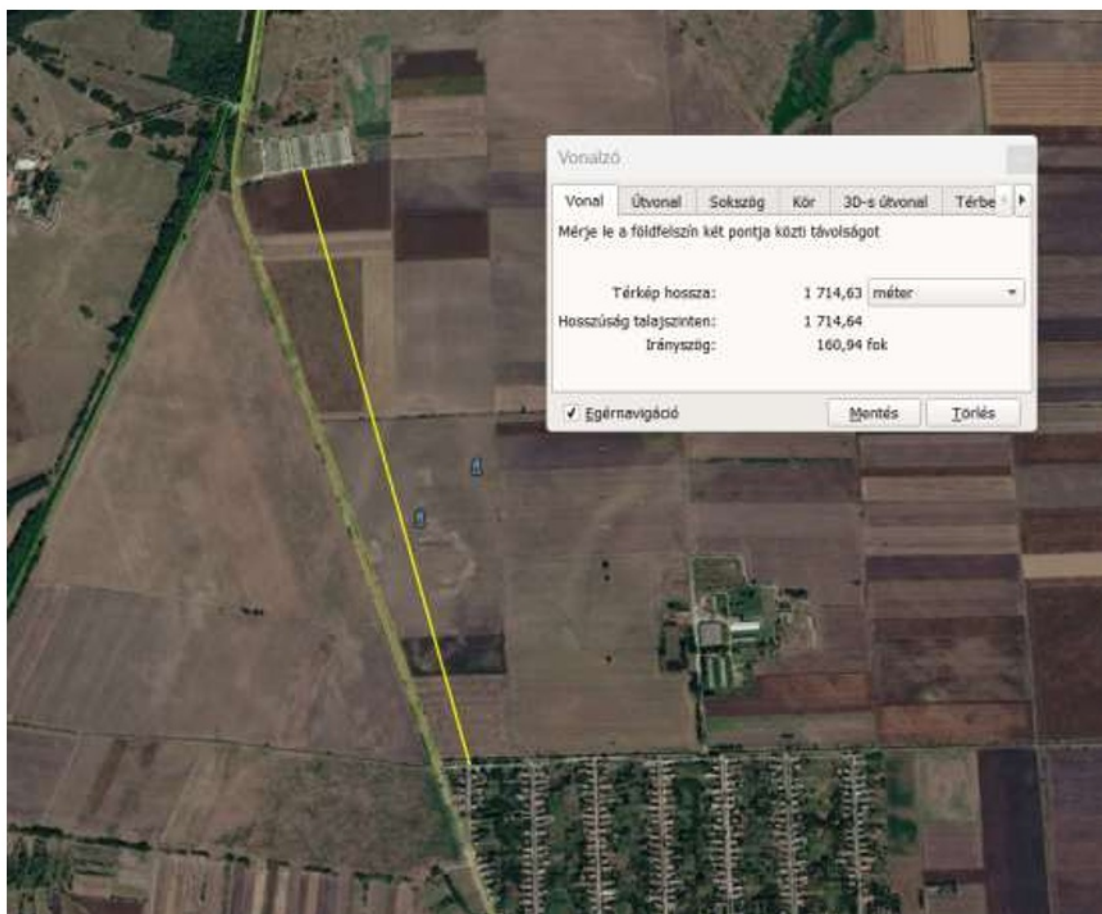 Vonalzó
Vonal Útvonal Sokszög Kör 3D-s útvonal Térbe
Mérje le a földfelszín két pontja közti távolságot
Térkép hossza: 1 714,63 méter
Hosszúság talajszinten: 1 714,64
Irányszög: 160,94 fok
Egérnavigáció Mentés Törlés